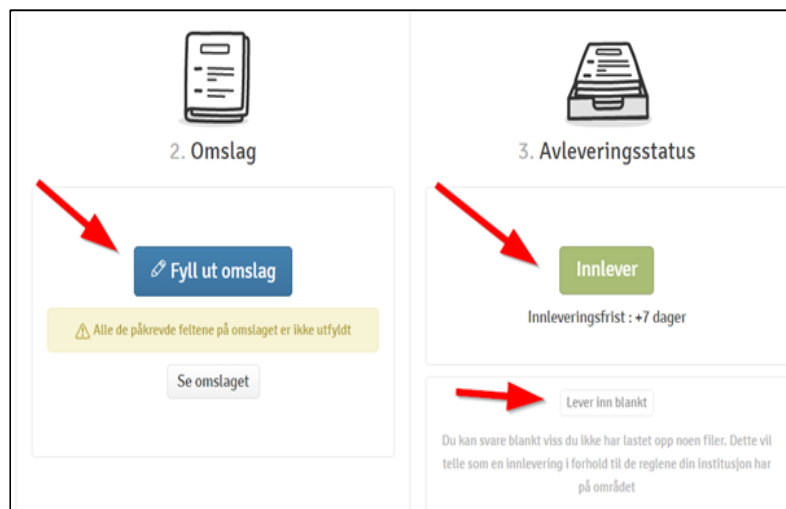 2. Omslag
Fyll ut omslag
Alle de påkrevde feltene på omslaget er ikke utfyldt
Se omslaget
3. Avleveringsstatus
Innlever
Innleveringsfrist : +7 dager
Lever inn blankt
Du kan svare blankt viss du ikke har lastet opp noen filer. Dette vil
telle som en innlevering i forhold til de reglene din institusjon har
på området